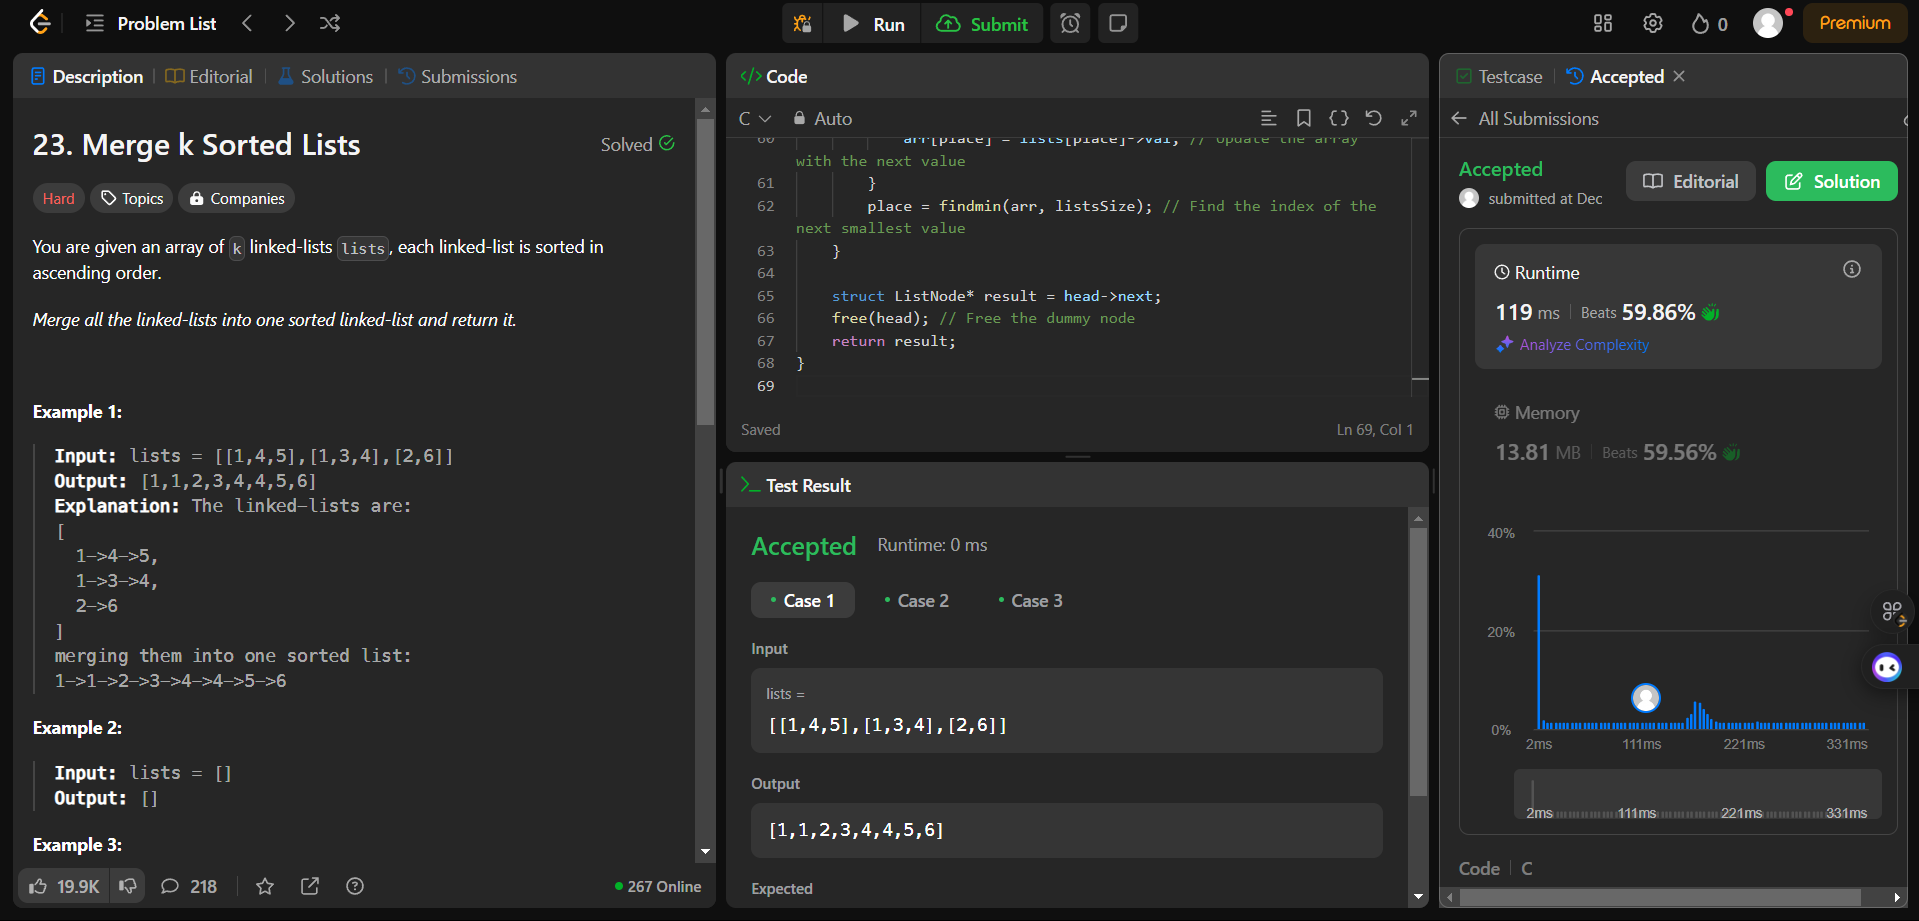 Problem List
Run
Submit
0
Premium
Description
Editorial
Solutions
Submissions
23. Merge k Sorted Lists
Solved
Hard
Topics
Companies
You are given an array of k linked-lists lists, each linked-list is sorted in
ascending order.
Merge all the linked-lists into one sorted linked-list and return it.
Example 1:
Input: lists = [[1,4,5],[1,3,4],[2,6]]
Output: [1,1,2,3,4,4,5,6]
Explanation: The linked-lists are:
[
1->4->5,
1->3->4,
2->6
]
merging them into one sorted list:
1->1->2->3->4->4->5->6
Example 2:
Input: lists = []
Output: []
Example 3:
19.9K
218
267 Online
</> Code
C
Auto
60 arr[place] = lists[place]->val; // Update the array
with the next value
61 }
62 place = findmin(arr, listsSize); // Find the index of the
next smallest value
63 }
64
65 struct ListNode* result = head->next;
66 free(head); // Free the dummy node
67 return result;
68 }
69
Saved
Ln 69, Col 1
Test Result
Accepted
Runtime: 0 ms
Case 1
Case 2
Case 3
Input
lists =
[[1,4,5],[1,3,4],[2,6]]
Output
[1,1,2,3,4,4,5,6]
Expected
Testcase
Accepted
All Submissions
Accepted
submitted at Dec
Editorial
Solution
Runtime
119 ms
Beats 59.86%
Analyze Complexity
Memory
13.81 MB
Beats 59.56%
40%
20%
0%
2ms
111ms
221ms
331ms
2ms
111ms
221ms
331ms
Code
C